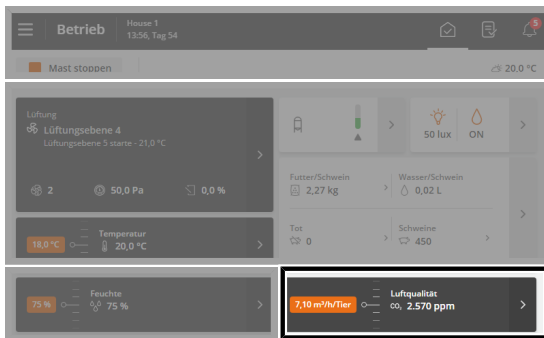 Betrieb
House 1
13:56, Tag 54
5
Mast stoppen
20.0 °C
Lüftung
Lüftungsebene 4
Lüftungsebene 5 starte - 21,0 °C
2
50,0 Pa
0,0 %
50 lux
ON
Futter/Schwein
2,27 kg
Wasser/Schwein
0,02 L
Tot
0
Schweine
450
18,0 °C
Temperatur
20,0 °C
75 %
Feuchte
75 %
7,10 m³/h/Tier
Luftqualität
co₂ 2.570 ppm